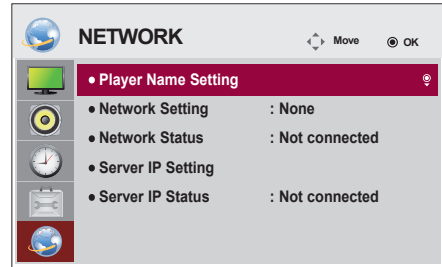 NETWORK
Move
OK
● Player Name Setting
● Network Setting : None
● Network Status : Not connected
● Server IP Setting
● Server IP Status : Not connected